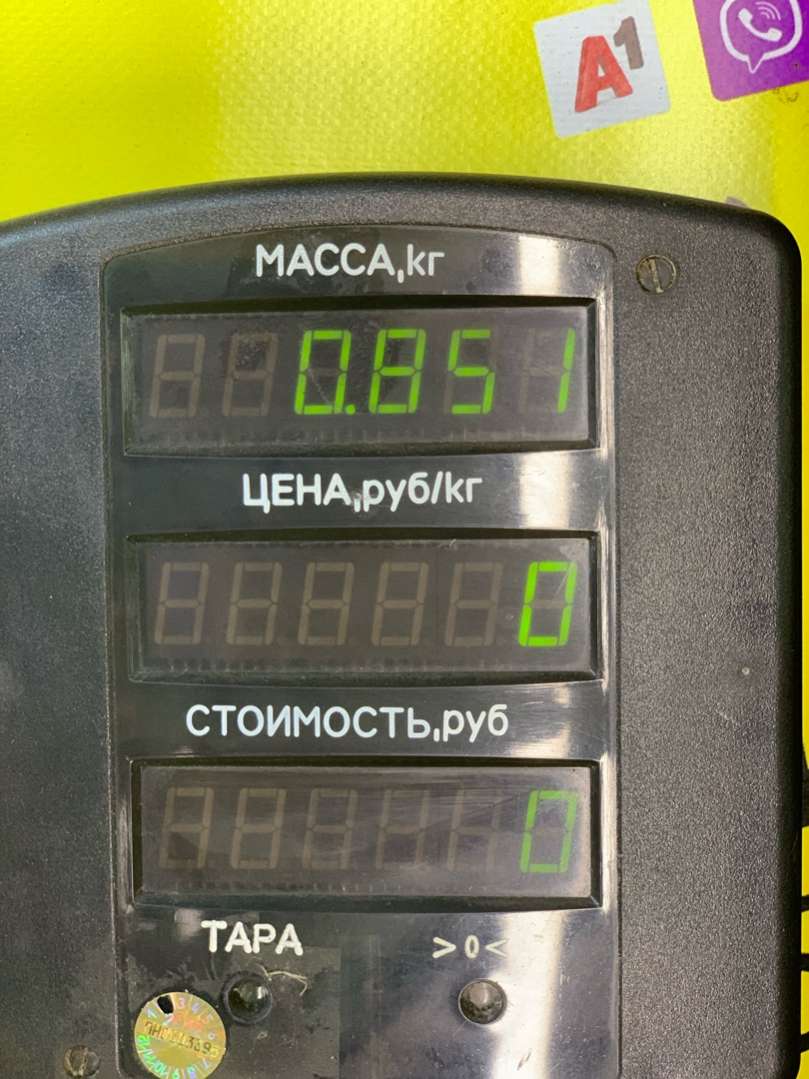 A1
МАССА,кг
0.851
ЦЕНА,руб/кг
0
СТОИМОСТЬ,руб
0
ТАРА >0<